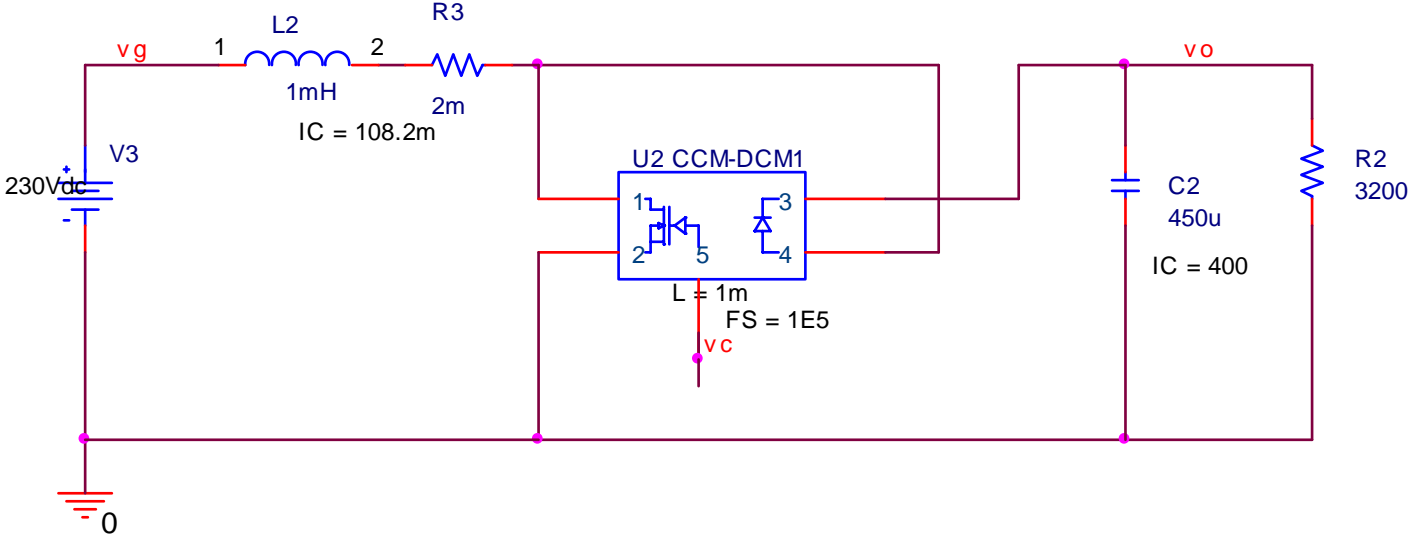 R3
L2
vg
1
2
vo
1mH
2m
IC = 108.2m
V3
230Vdc
+
-
U2 CCM-DCM1
1
3
2
5
4
L = 1m
FS = 1E5
vc
C2
450u
IC = 400
R2
3200
0